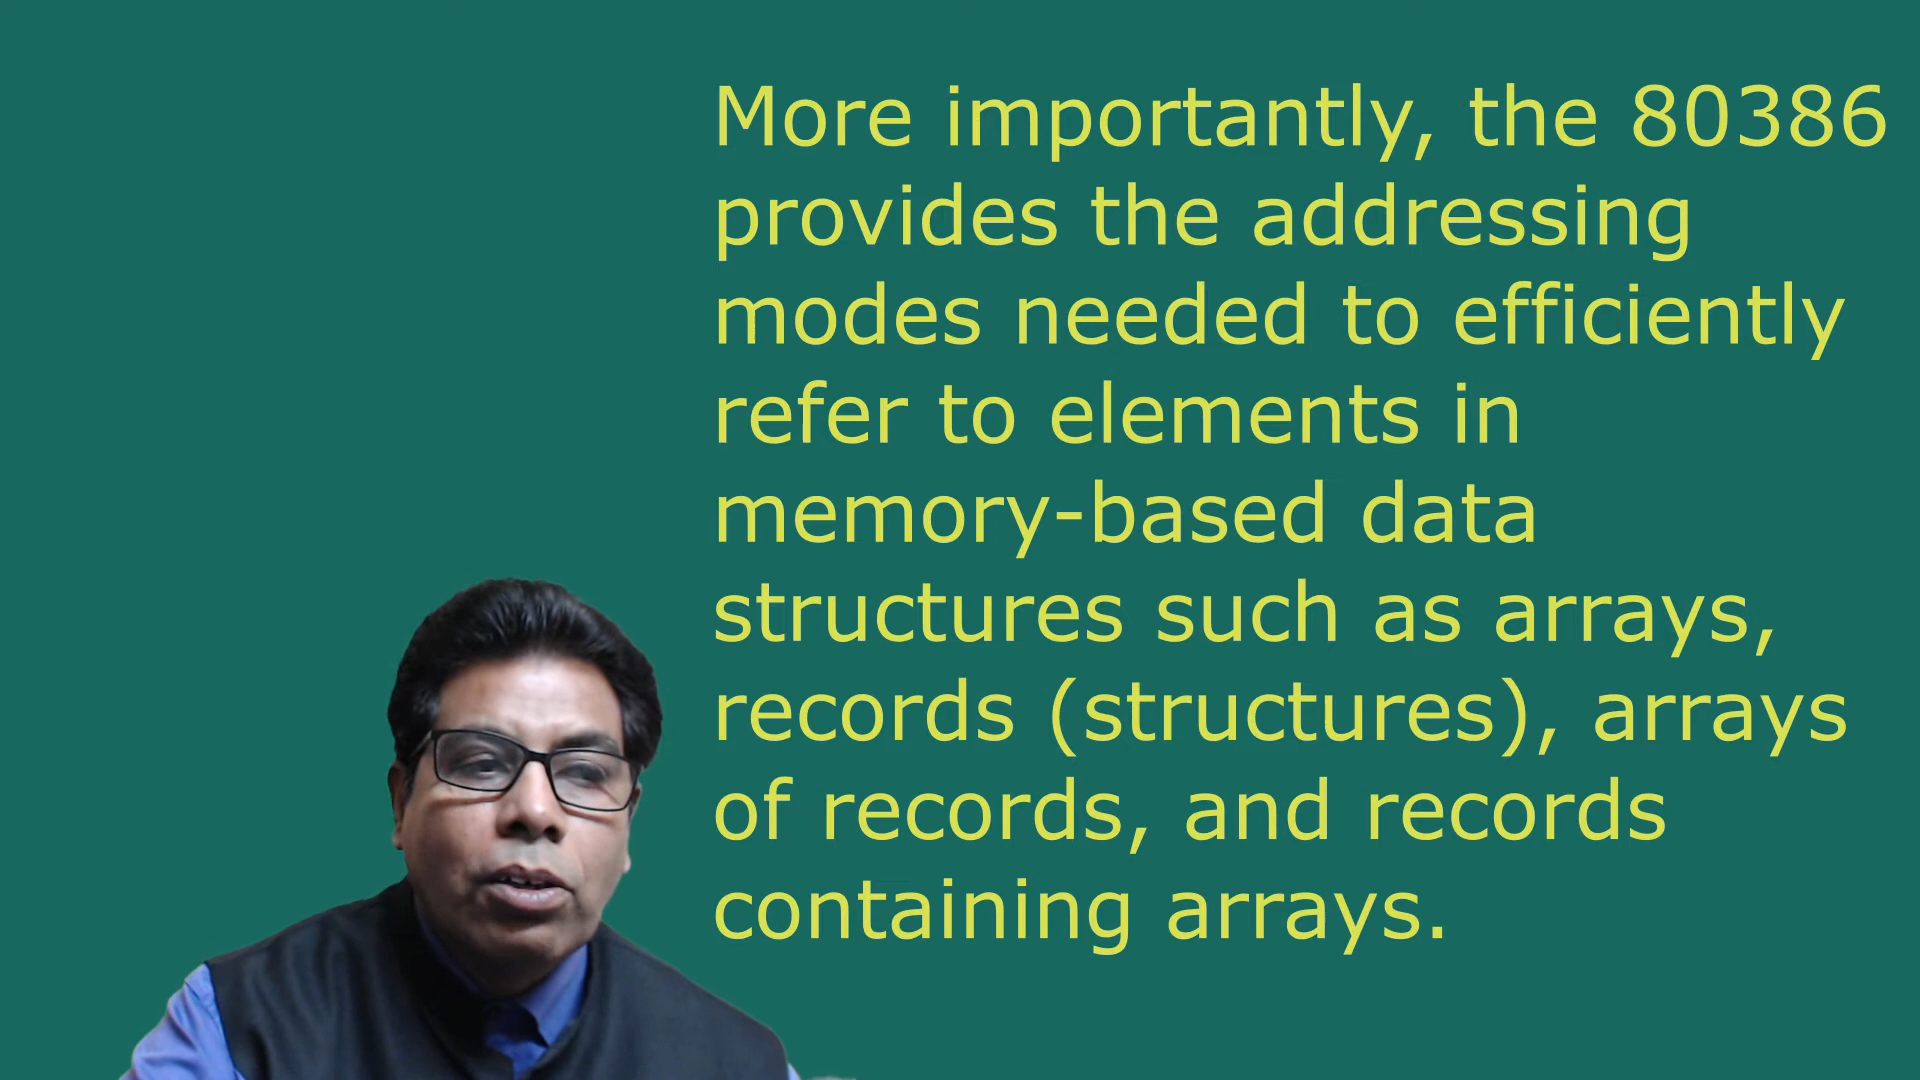 More importantly, the 80386
provides the addressing
modes needed to efficiently
refer to elements in
memory-based data
structures such as arrays,
records (structures), arrays
of records, and records
containing arrays.